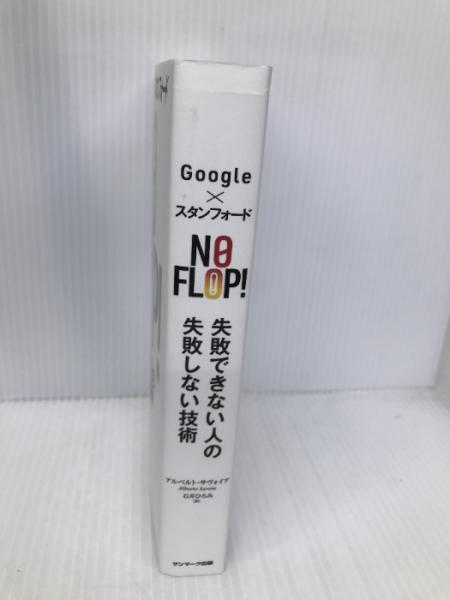 Google
×
スタンフォード
NO
FLOP!
失敗できない人の
失敗しない技術
アルベルト・サヴォイア
Alberto Savoia
石井ひろみ
[訳]
サンマーク出版